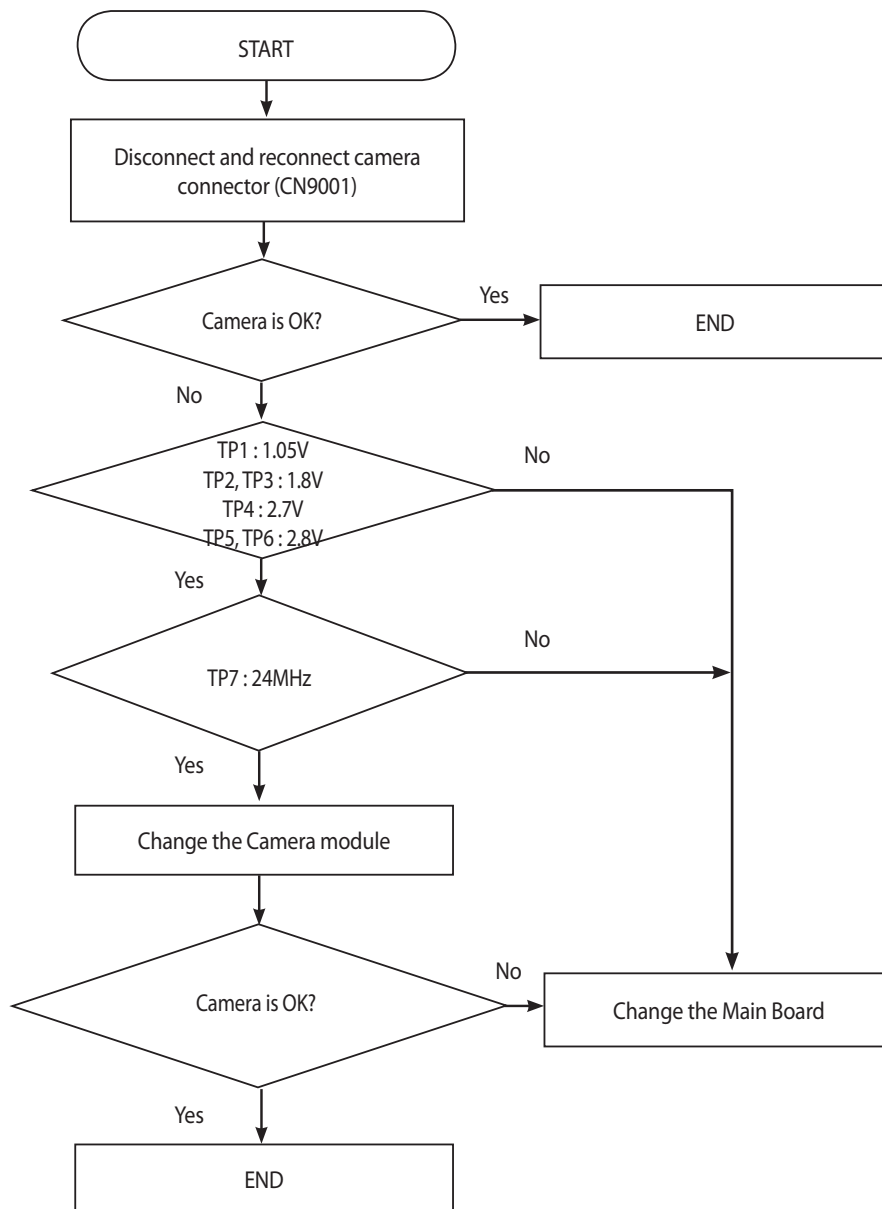 START
Disconnect and reconnect camera
connector (CN9001)
Camera is OK?
Yes
END
No
TP1 : 1.05V
TP2, TP3 : 1.8V
TP4 : 2.7V
TP5, TP6 : 2.8V
No
Yes
TP7 : 24MHz
No
Yes
Change the Camera module
Camera is OK?
No
Change the Main Board
Yes
END